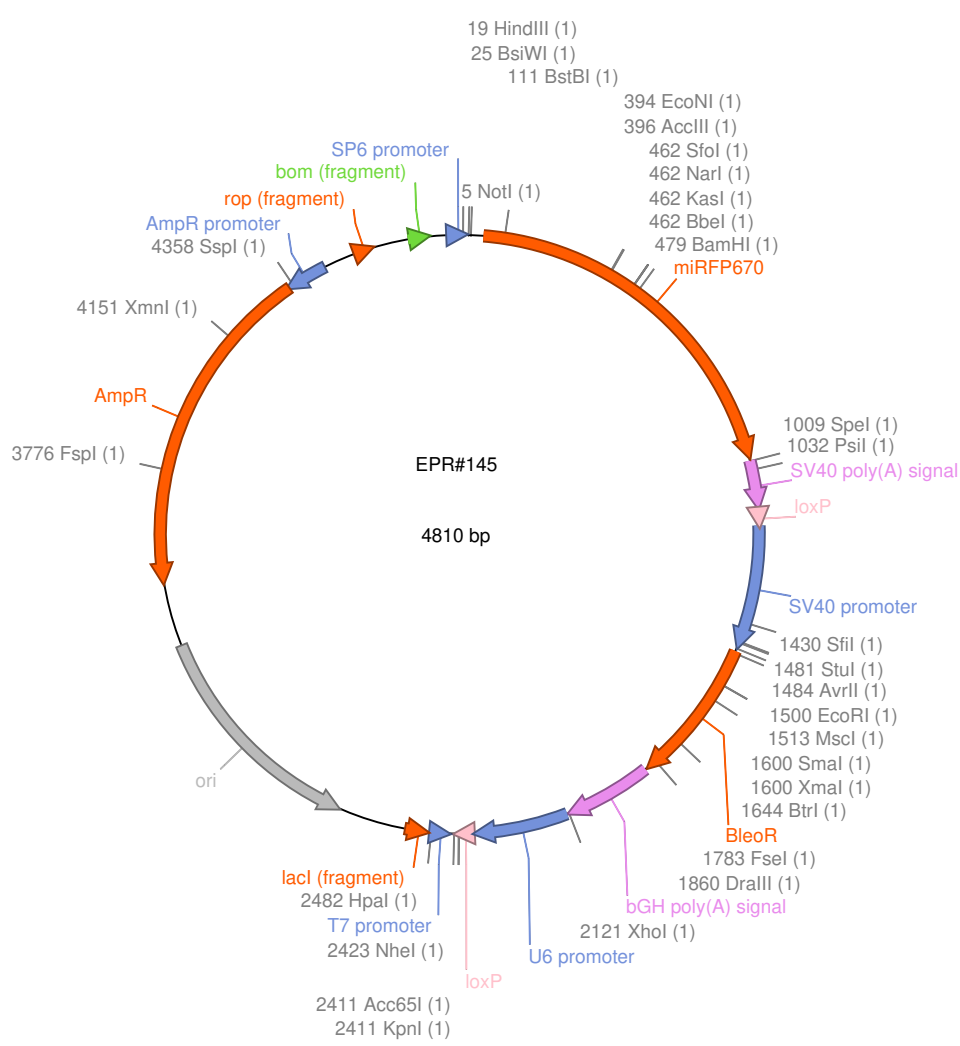 19 HindIII (1)
25 BsiWI (1)
111 BstBI (1)
394 EcoNI (1)
396 AccIII (1)
SP6 promoter
462 SfoI (1)
bom (fragment)
462 NarI (1)
rop (fragment)
5 NotI (1)
462 KasI (1)
AmpR promoter
462 BbeI (1)
4358 SspI (1)
479 BamHI (1)
miRFP670
4151 XmnI (1)
AmpR
1009 SpeI (1)
1032 PsiI (1)
3776 FspI (1)
EPR#145
SV40 poly(A) signal
loxP
4810 bp
SV40 promoter
1430 SfiI (1)
1481 StuI (1)
1484 AvrII (1)
1500 EcoRI (1)
1513 MscI (1)
1600 SmaI (1)
ori
1600 XmaI (1)
1644 BtrI (1)
BleoR
1783 FseI (1)
lacI (fragment)
1860 DraIII (1)
2482 HpaI (1)
bGH poly(A) signal
T7 promoter
2121 XhoI (1)
2423 NheI (1)
U6 promoter
loxP
2411 Acc65I (1)
2411 KpnI (1)